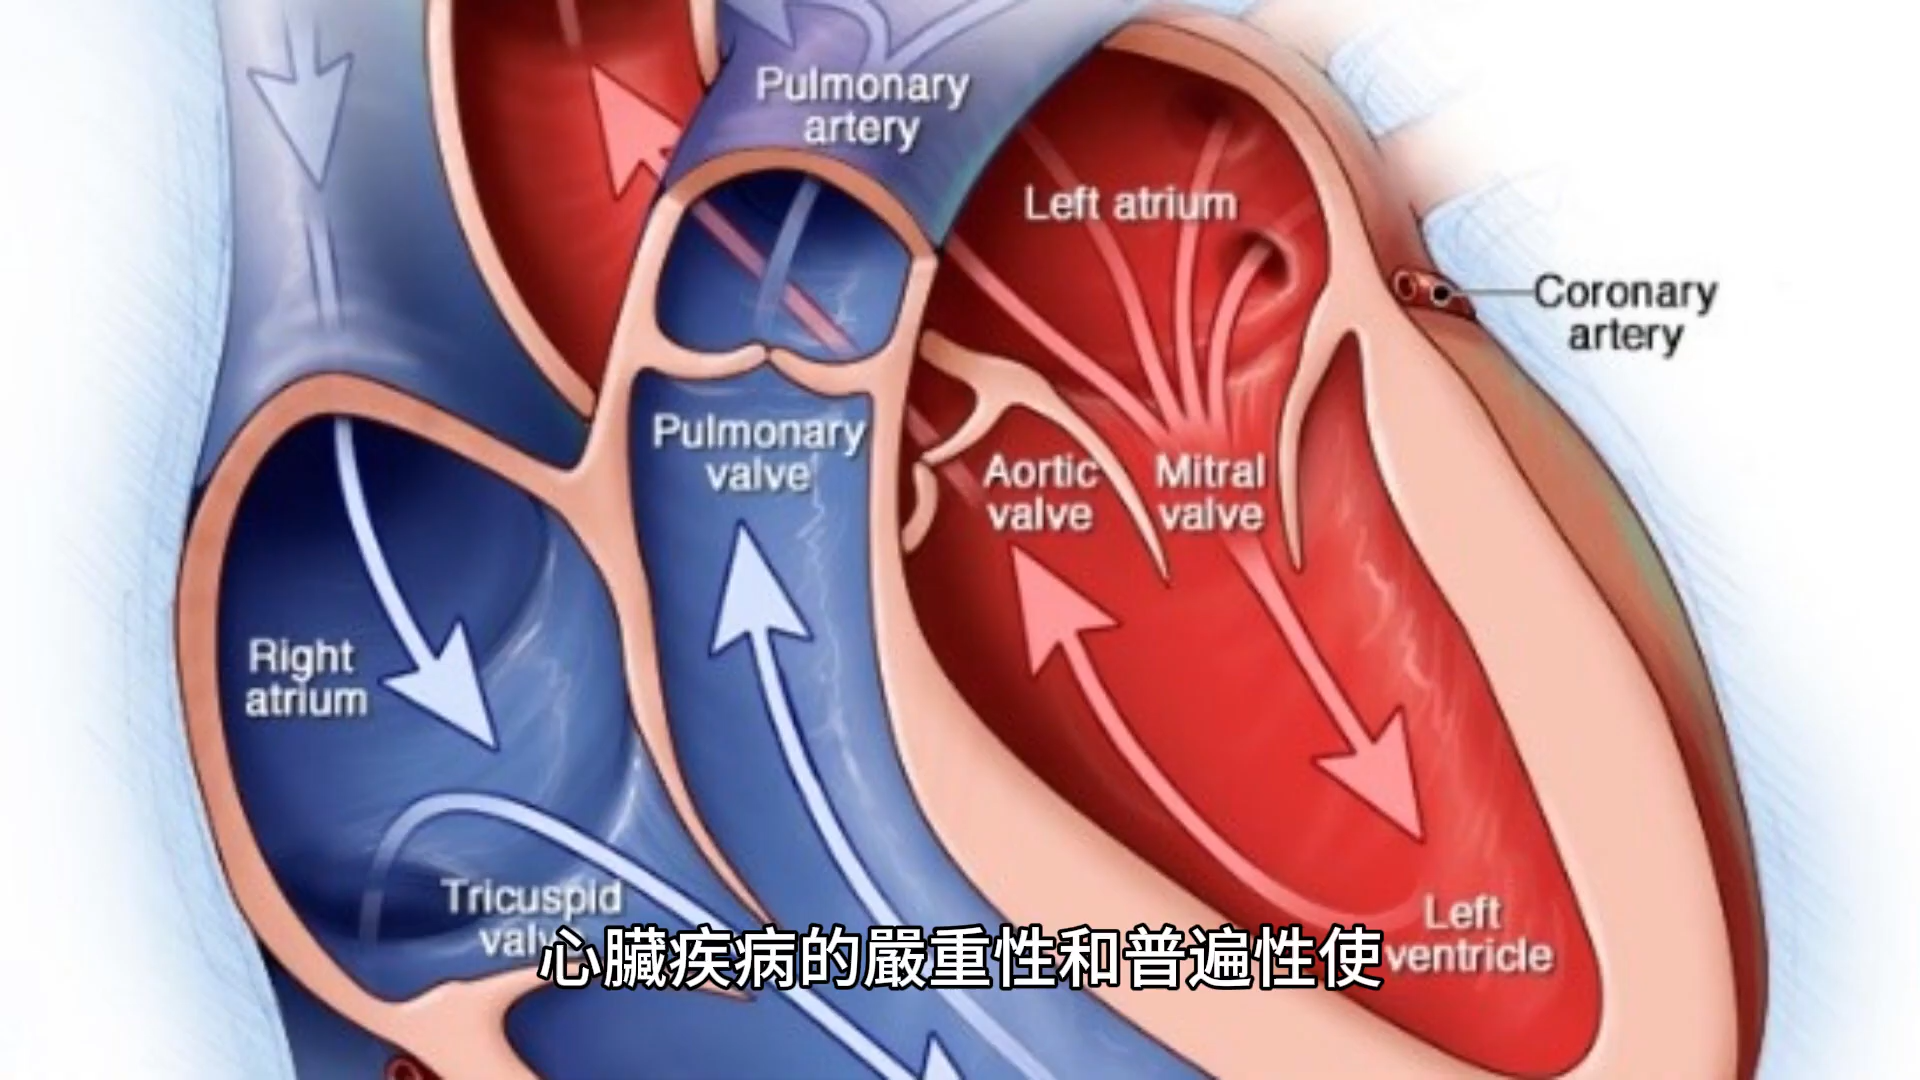 Pulmonary
artery
Left atrium
Coronary
artery
Pulmonary
valve
Aortic
valve
Mitral
valve
Right
atrium
Tricuspid
Left
ventricle
心臟疾病的嚴重性和普遍性使